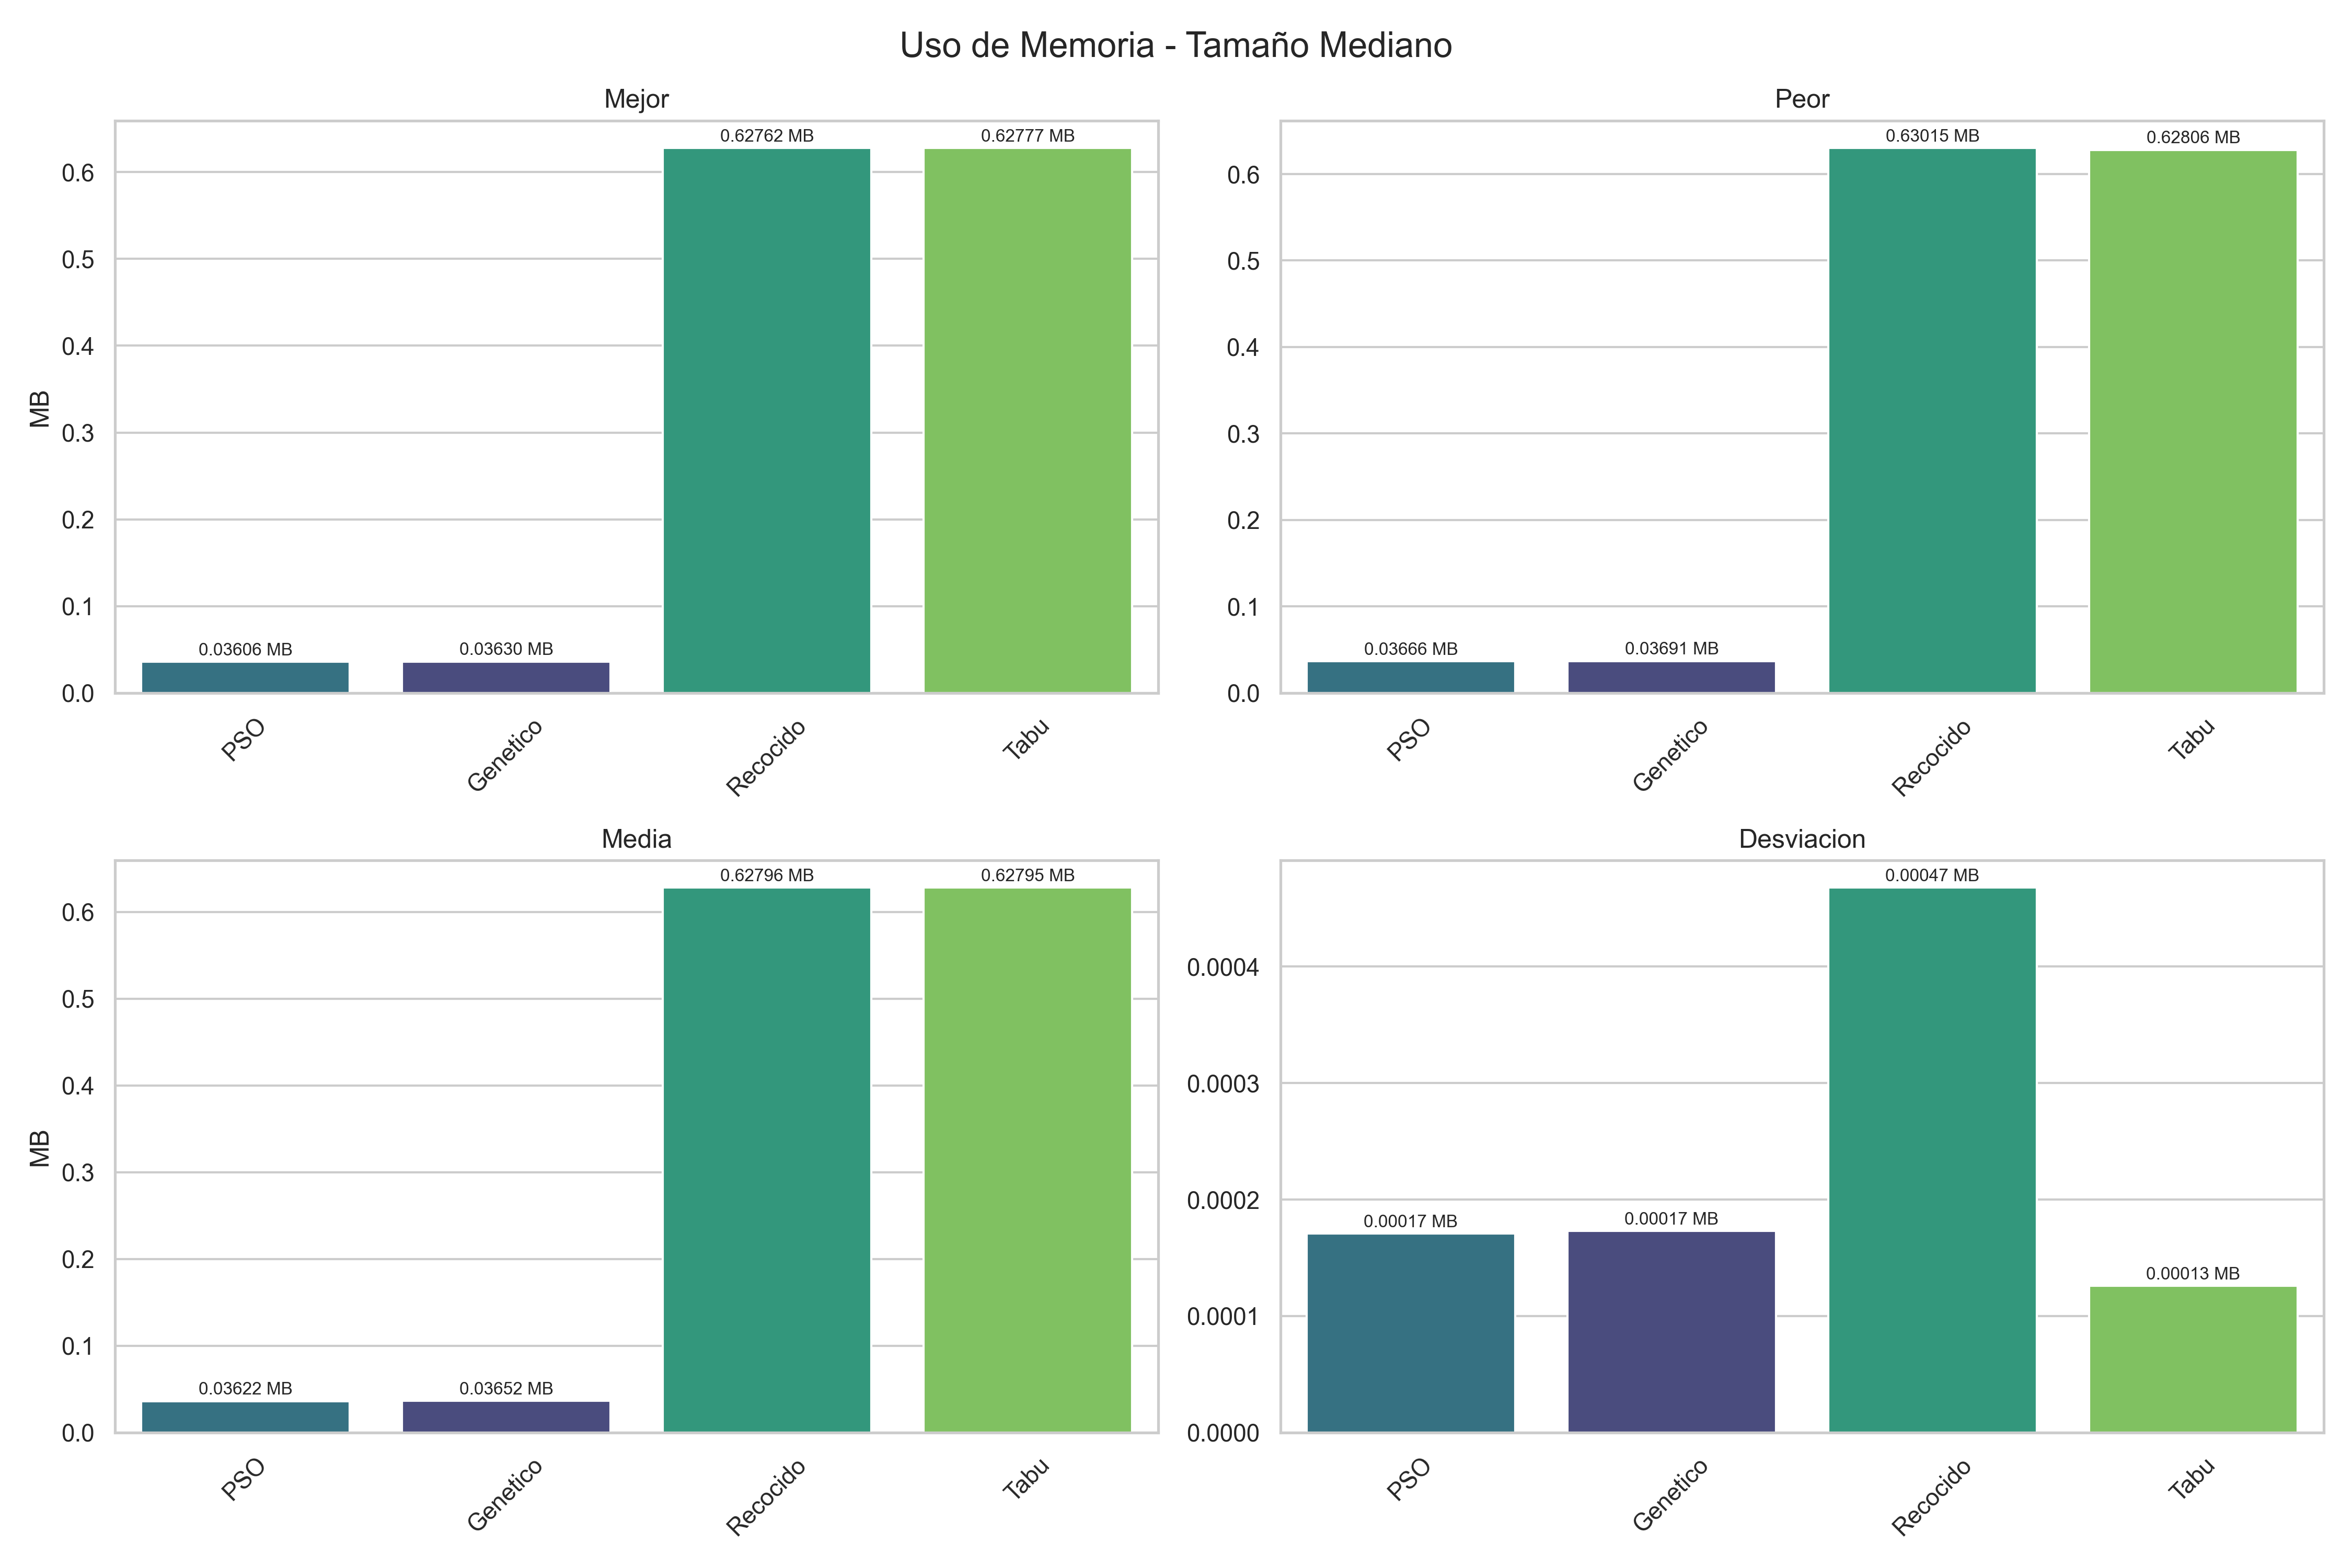 Uso de Memoria - Tamaño Mediano
Mejor
MB
0.6
0.5
0.4
0.3
0.2
0.1
0.0
0.03606 MB
0.03630 MB
0.62762 MB
0.62777 MB
PSO
Genetico
Recocido
Tabu
Peor
0.6
0.5
0.4
0.3
0.2
0.1
0.0
0.03666 MB
0.03691 MB
0.63015 MB
0.62806 MB
PSO
Genetico
Recocido
Tabu
Media
MB
0.6
0.5
0.4
0.3
0.2
0.1
0.0
0.03622 MB
0.03652 MB
0.62796 MB
0.62795 MB
PSO
Genetico
Recocido
Tabu
Desviacion
0.0004
0.0003
0.0002
0.0001
0.0000
0.00017 MB
0.00017 MB
0.00047 MB
0.00013 MB
PSO
Genetico
Recocido
Tabu